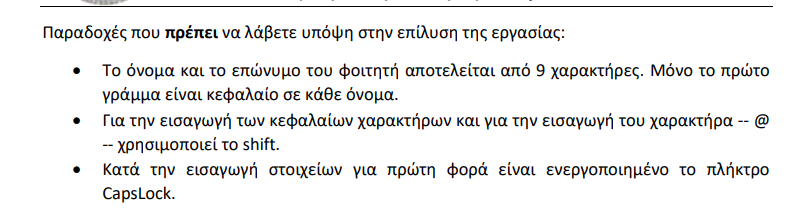 Παραδοχές που πρέπει να λάβετε υπόψη στην επίλυση της εργασίας:
• Το όνομα και το επώνυμο του φοιτητή αποτελείται από 9 χαρακτήρες. Μόνο το πρώτο
γράμμα είναι κεφαλαίο σε κάθε όνομα.
• Για την εισαγωγή των κεφαλαίων χαρακτήρων και για την εισαγωγή του χαρακτήρα -- @
-- χρησιμοποιεί το shift.
• Κατά την εισαγωγή στοιχείων για πρώτη φορά είναι ενεργοποιημένο το πλήκτρο
CapsLock.